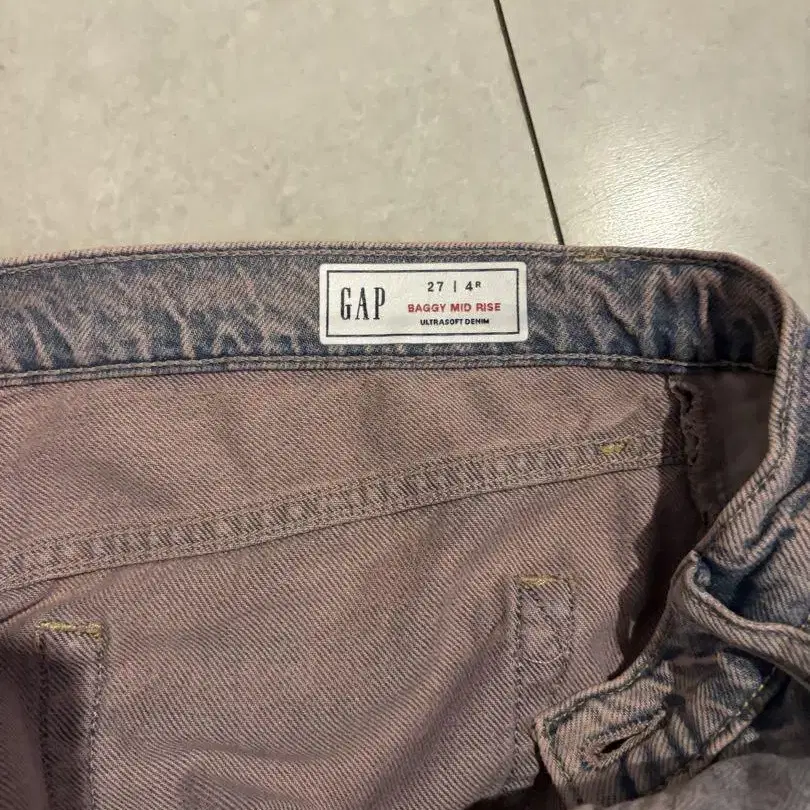 GAP
27 | 4R
BAGGY MID RISE
ULTRASOFT DENIM